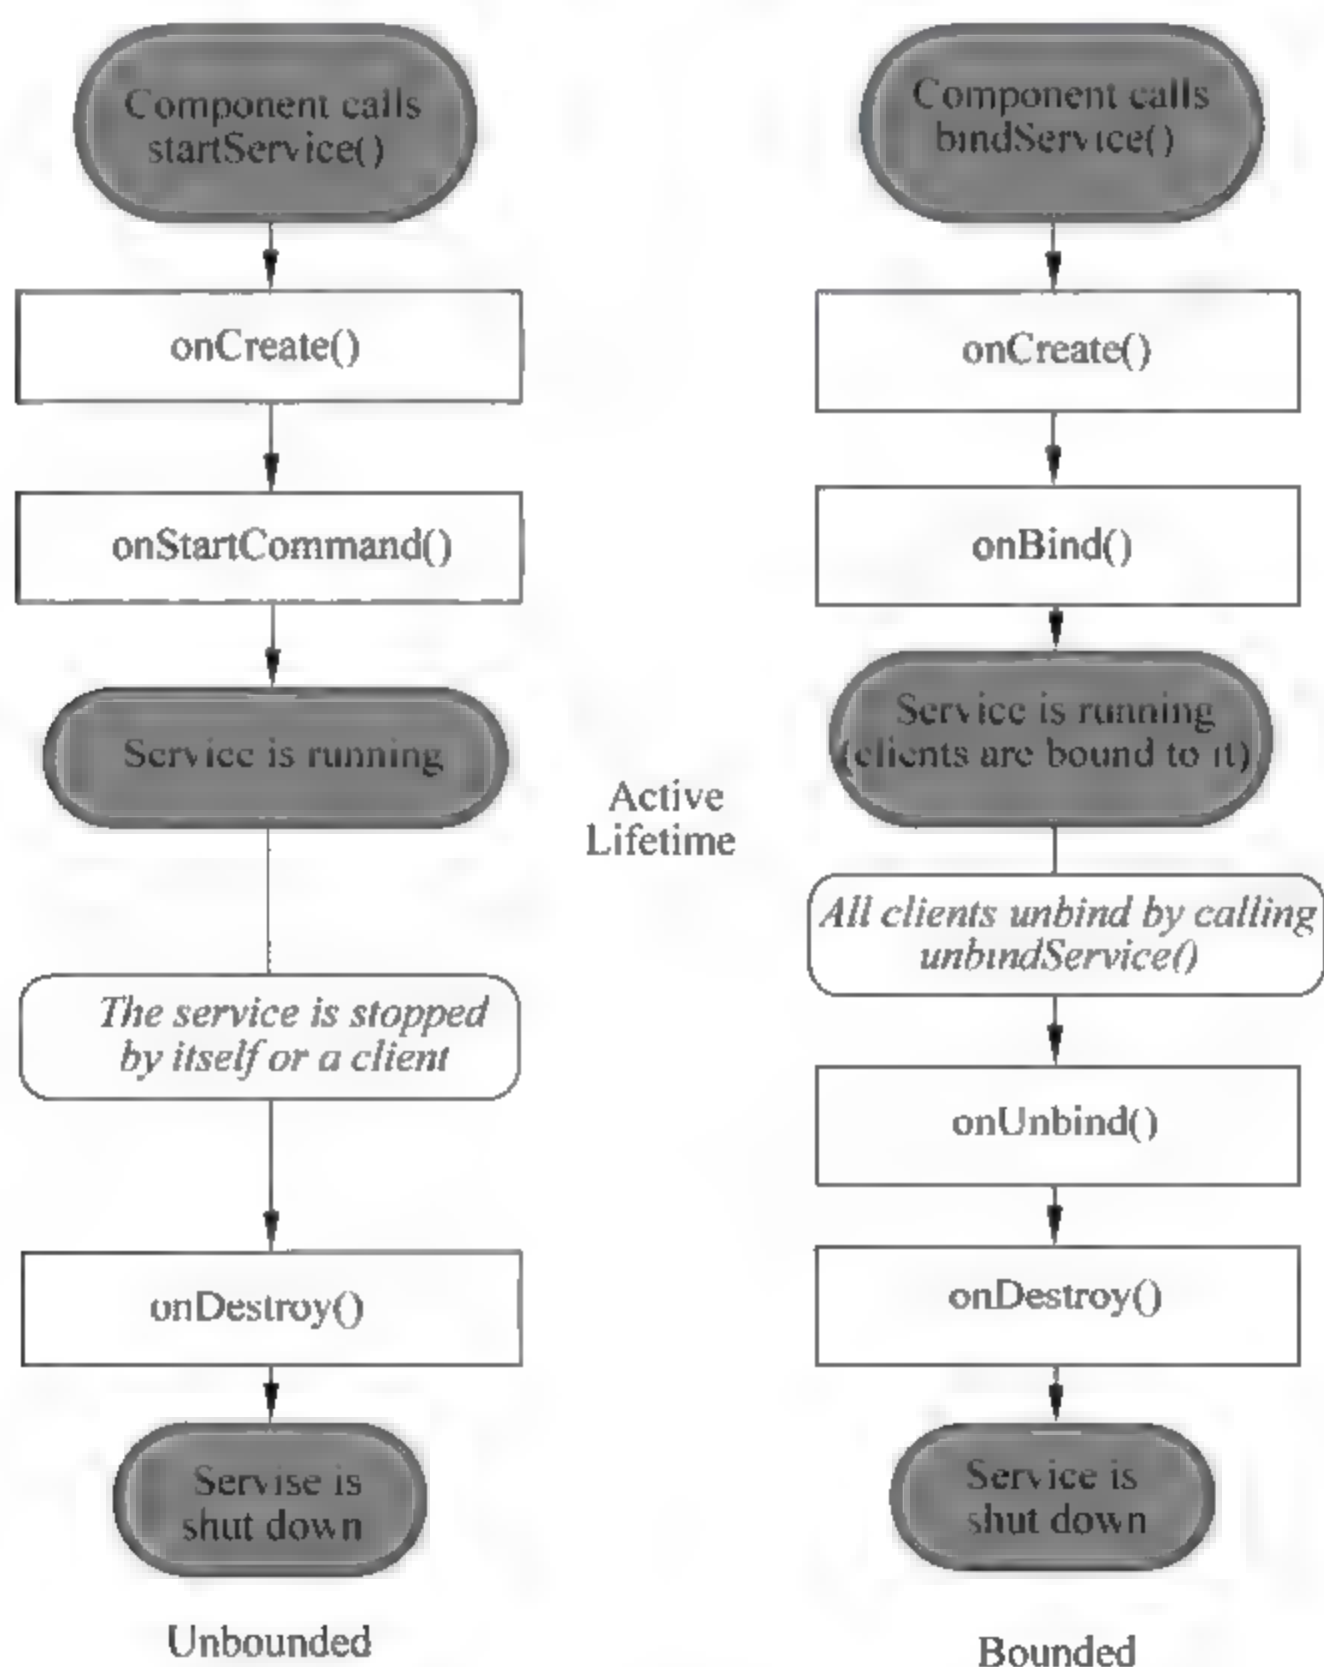 Component calls
startService()
onCreate()
onStartCommand()
Service is running
The service is stopped
by itself or a client
onDestroy()
Servise is
shut down
Unbounded
Active
Lifetime
Component calls
bindService()
onCreate()
onBind()
Service is running
(clients are bound to it)
All clients unbind by calling
unbindService()
onUnbind()
onDestroy()
Service is
shut down
Bounded